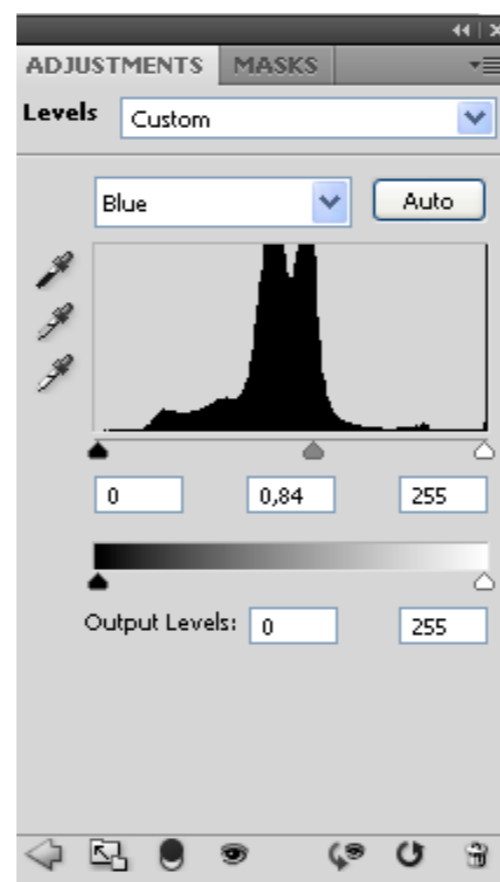 ADJUSTMENTS MASKS
Levels Custom
Blue Auto
0 0,84 255
Output Levels: 0 255